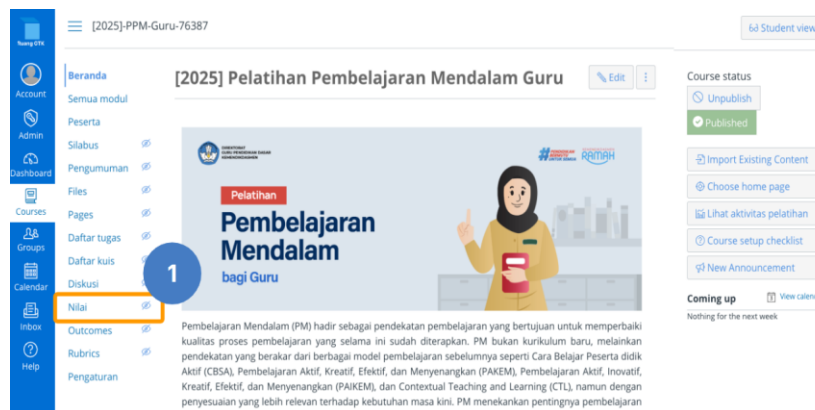 [2025]-PPM-Guru-76387
Student view
Ruang GTK
Account
Admin
Dashboard
Courses
Groups
Calendar
Inbox
Help
Beranda
Semua modul
Peserta
Silabus
Pengumuman
Files
Pages
Daftar tugas
Daftar kuis
Diskusi
Nilai
Outcomes
Rubrics
Pengaturan
1
[2025] Pelatihan Pembelajaran Mendalam Guru
Edit
RAMAH
Pelatihan
Pembelajaran
Mendalam
bagi Guru
Pembelajaran Mendalam (PM) hadir sebagai pendekatan pembelajaran yang bertujuan untuk memperbaiki
kualitas proses pembelajaran yang selama ini sudah diterapkan. PM bukan kurikulum baru, melainkan
pendekatan yang berakar dari berbagai model pembelajaran sebelumnya seperti Cara Belajar Peserta didik
Aktif (CBSA), Pembelajaran Aktif, Kreatif, Efektif, dan Menyenangkan (PAKEM), Pembelajaran Aktif, Inovatif,
Kreatif, Efektif, dan Menyenangkan (PAIKEM), dan Contextual Teaching and Learning (CTL), namun dengan
penyesuaian yang lebih relevan terhadap kebutuhan masa kini. PM menekankan pentingnya pembelajaran
Course status
Unpublish
Published
Import Existing Content
Choose home page
Lihat aktivitas pelatihan
Course setup checklist
New Announcement
Coming up
View calen
Nothing for the next week